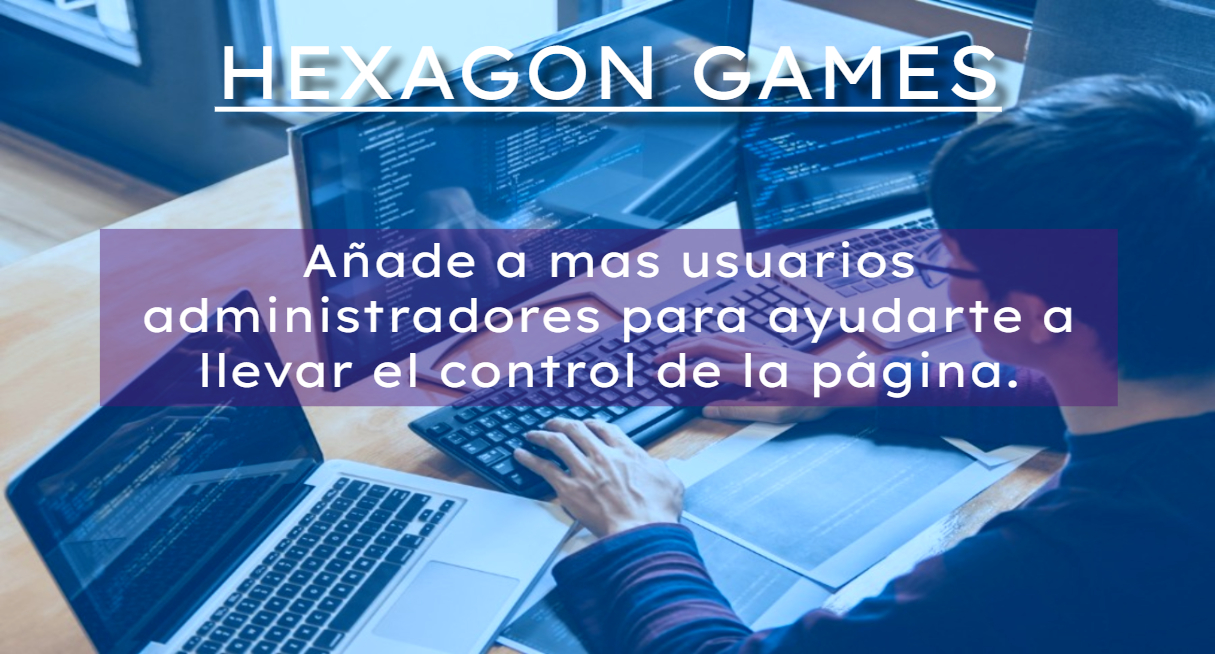 HEXAGON GAMES
Añade a mas usuarios
administradores para ayudarte a
llevar el control de la página.